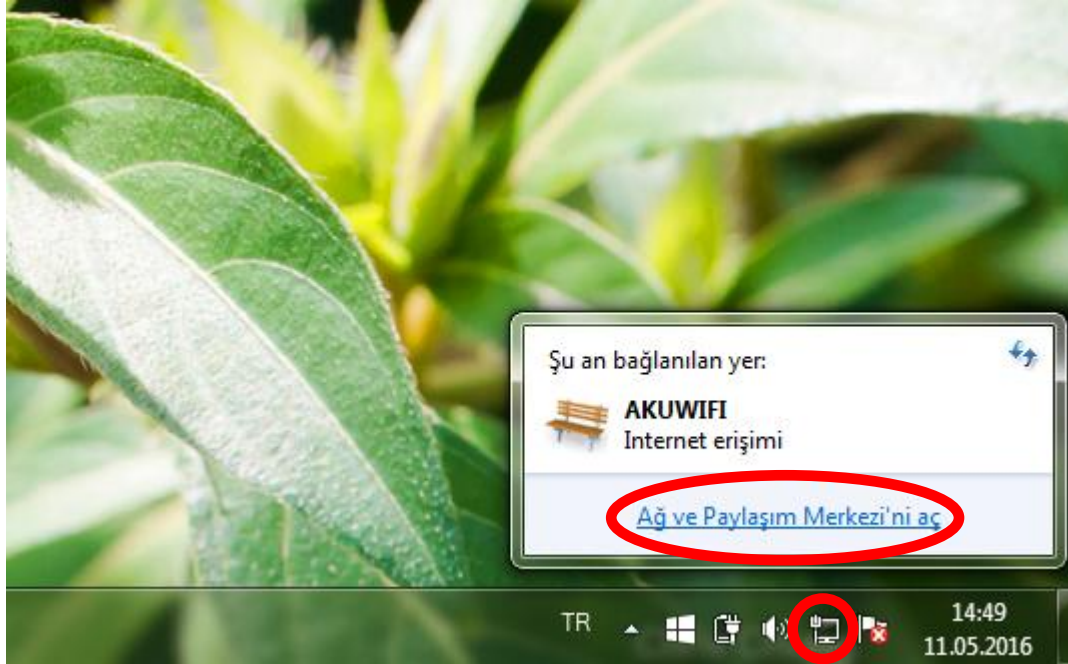 Şu an bağlanılan yer:
AKUWIFI
Internet erişimi
Ağ ve Paylaşım Merkezi'ni aç
TR
14:49
11.05.2016